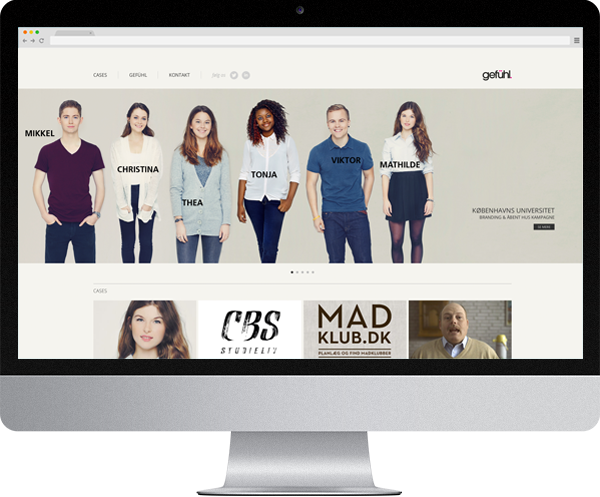 CASES
GEFÜHL
KONTAKT
følg os
gefühl.
MIKKEL
CHRISTINA
THEA
TONJA
VIKTOR
MATHILDE
KØBENHAVNS UNIVERSITET
BRANDING & ÅBENT HUS KAMPAGNE
SE MERE
CASES
CBS
STUDIELIV
MAD
KLUB.DK
PLANLÆG OG FIND MADKLUBBER